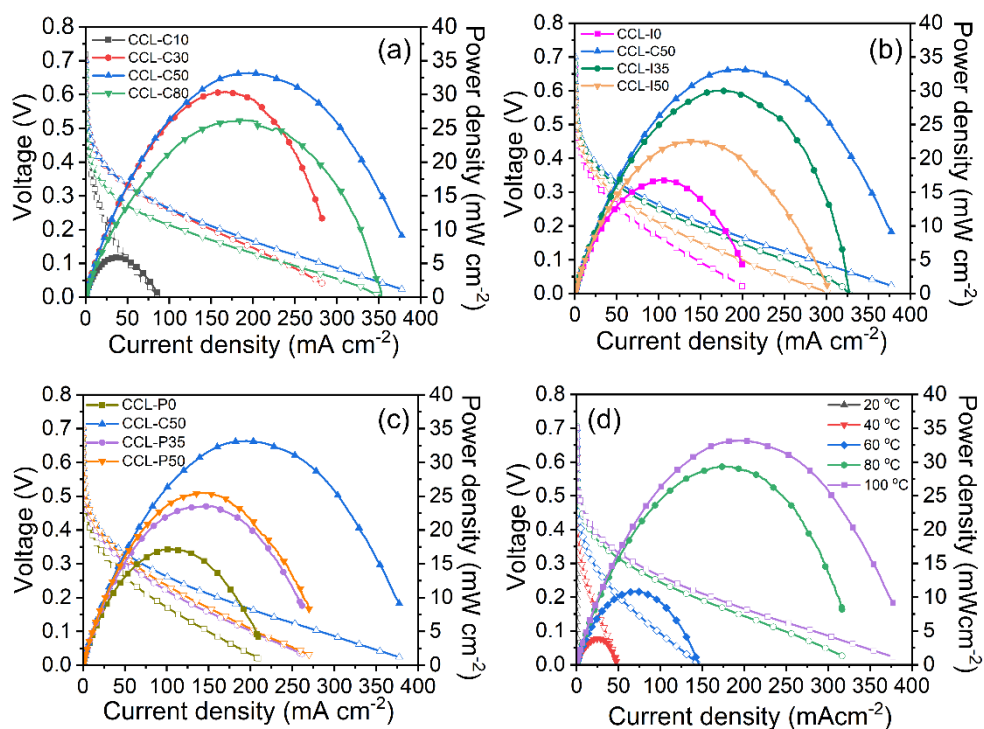 (a)
CCL-C10
CCL-C30
CCL-C50
CCL-C80
Voltage (V)
0.8
0.7
0.6
0.5
0.4
0.3
0.2
0.1
0.0
0 50 100 150 200 250 300 350 400
Current density (mA cm-2)
40
35
30
25
20
15
10
5
0
Power density (mW cm-2)
(b)
CCL-I0
CCL-C50
CCL-I35
CCL-I50
Voltage (V)
0.8
0.7
0.6
0.5
0.4
0.3
0.2
0.1
0.0
0 50 100 150 200 250 300 350 400
Current density (mA cm-2)
40
35
30
25
20
15
10
5
0
Power density (mW cm-2)
(c)
CCL-P0
CCL-C50
CCL-P35
CCL-P50
Voltage (V)
0.8
0.7
0.6
0.5
0.4
0.3
0.2
0.1
0.0
0 50 100 150 200 250 300 350 400
Current density (mA cm-2)
40
35
30
25
20
15
10
5
0
Power density (mW cm-2)
(d)
20 °C
40 °C
60 °C
80 °C
100 °C
Voltage (V)
0.8
0.7
0.6
0.5
0.4
0.3
0.2
0.1
0.0
0 50 100 150 200 250 300 350 400
Current density (mAcm-2)
40
35
30
25
20
15
10
5
0
Power density (mWcm-2)